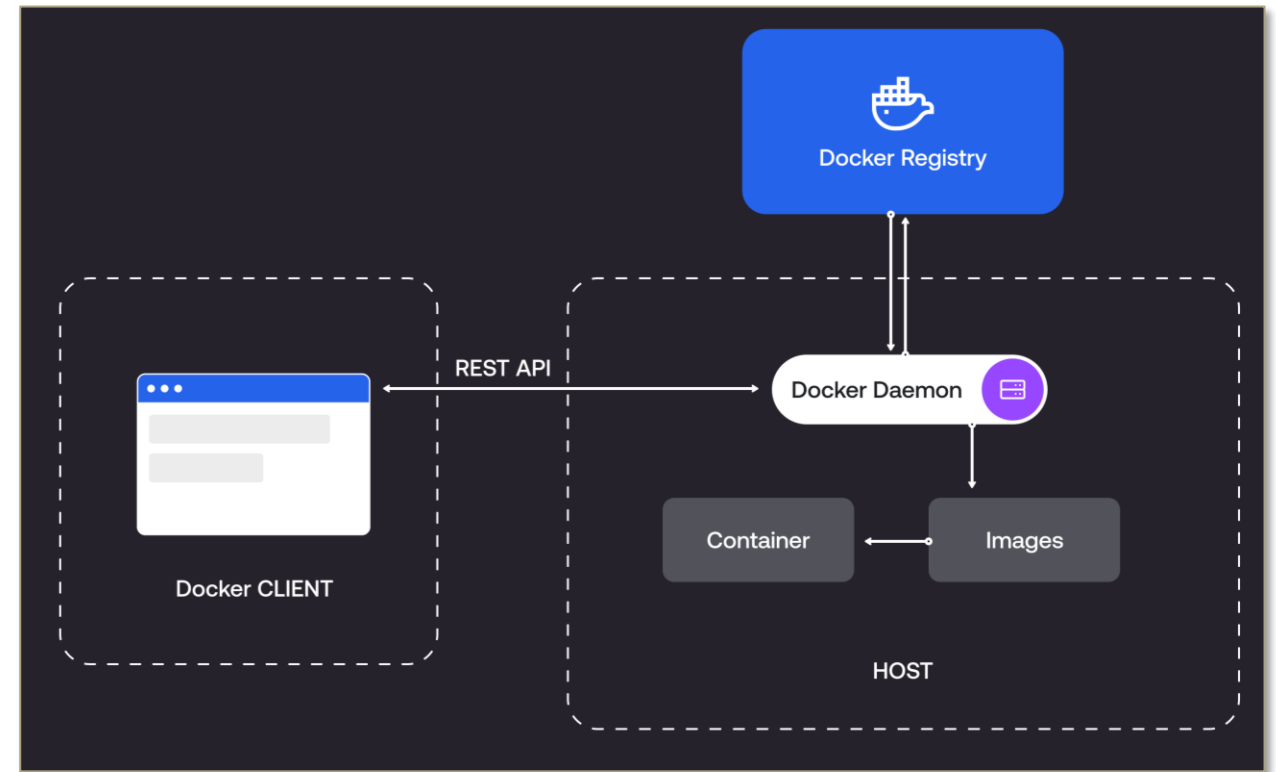 Docker Registry
REST API
Docker Daemon
Container
Images
Docker CLIENT
HOST